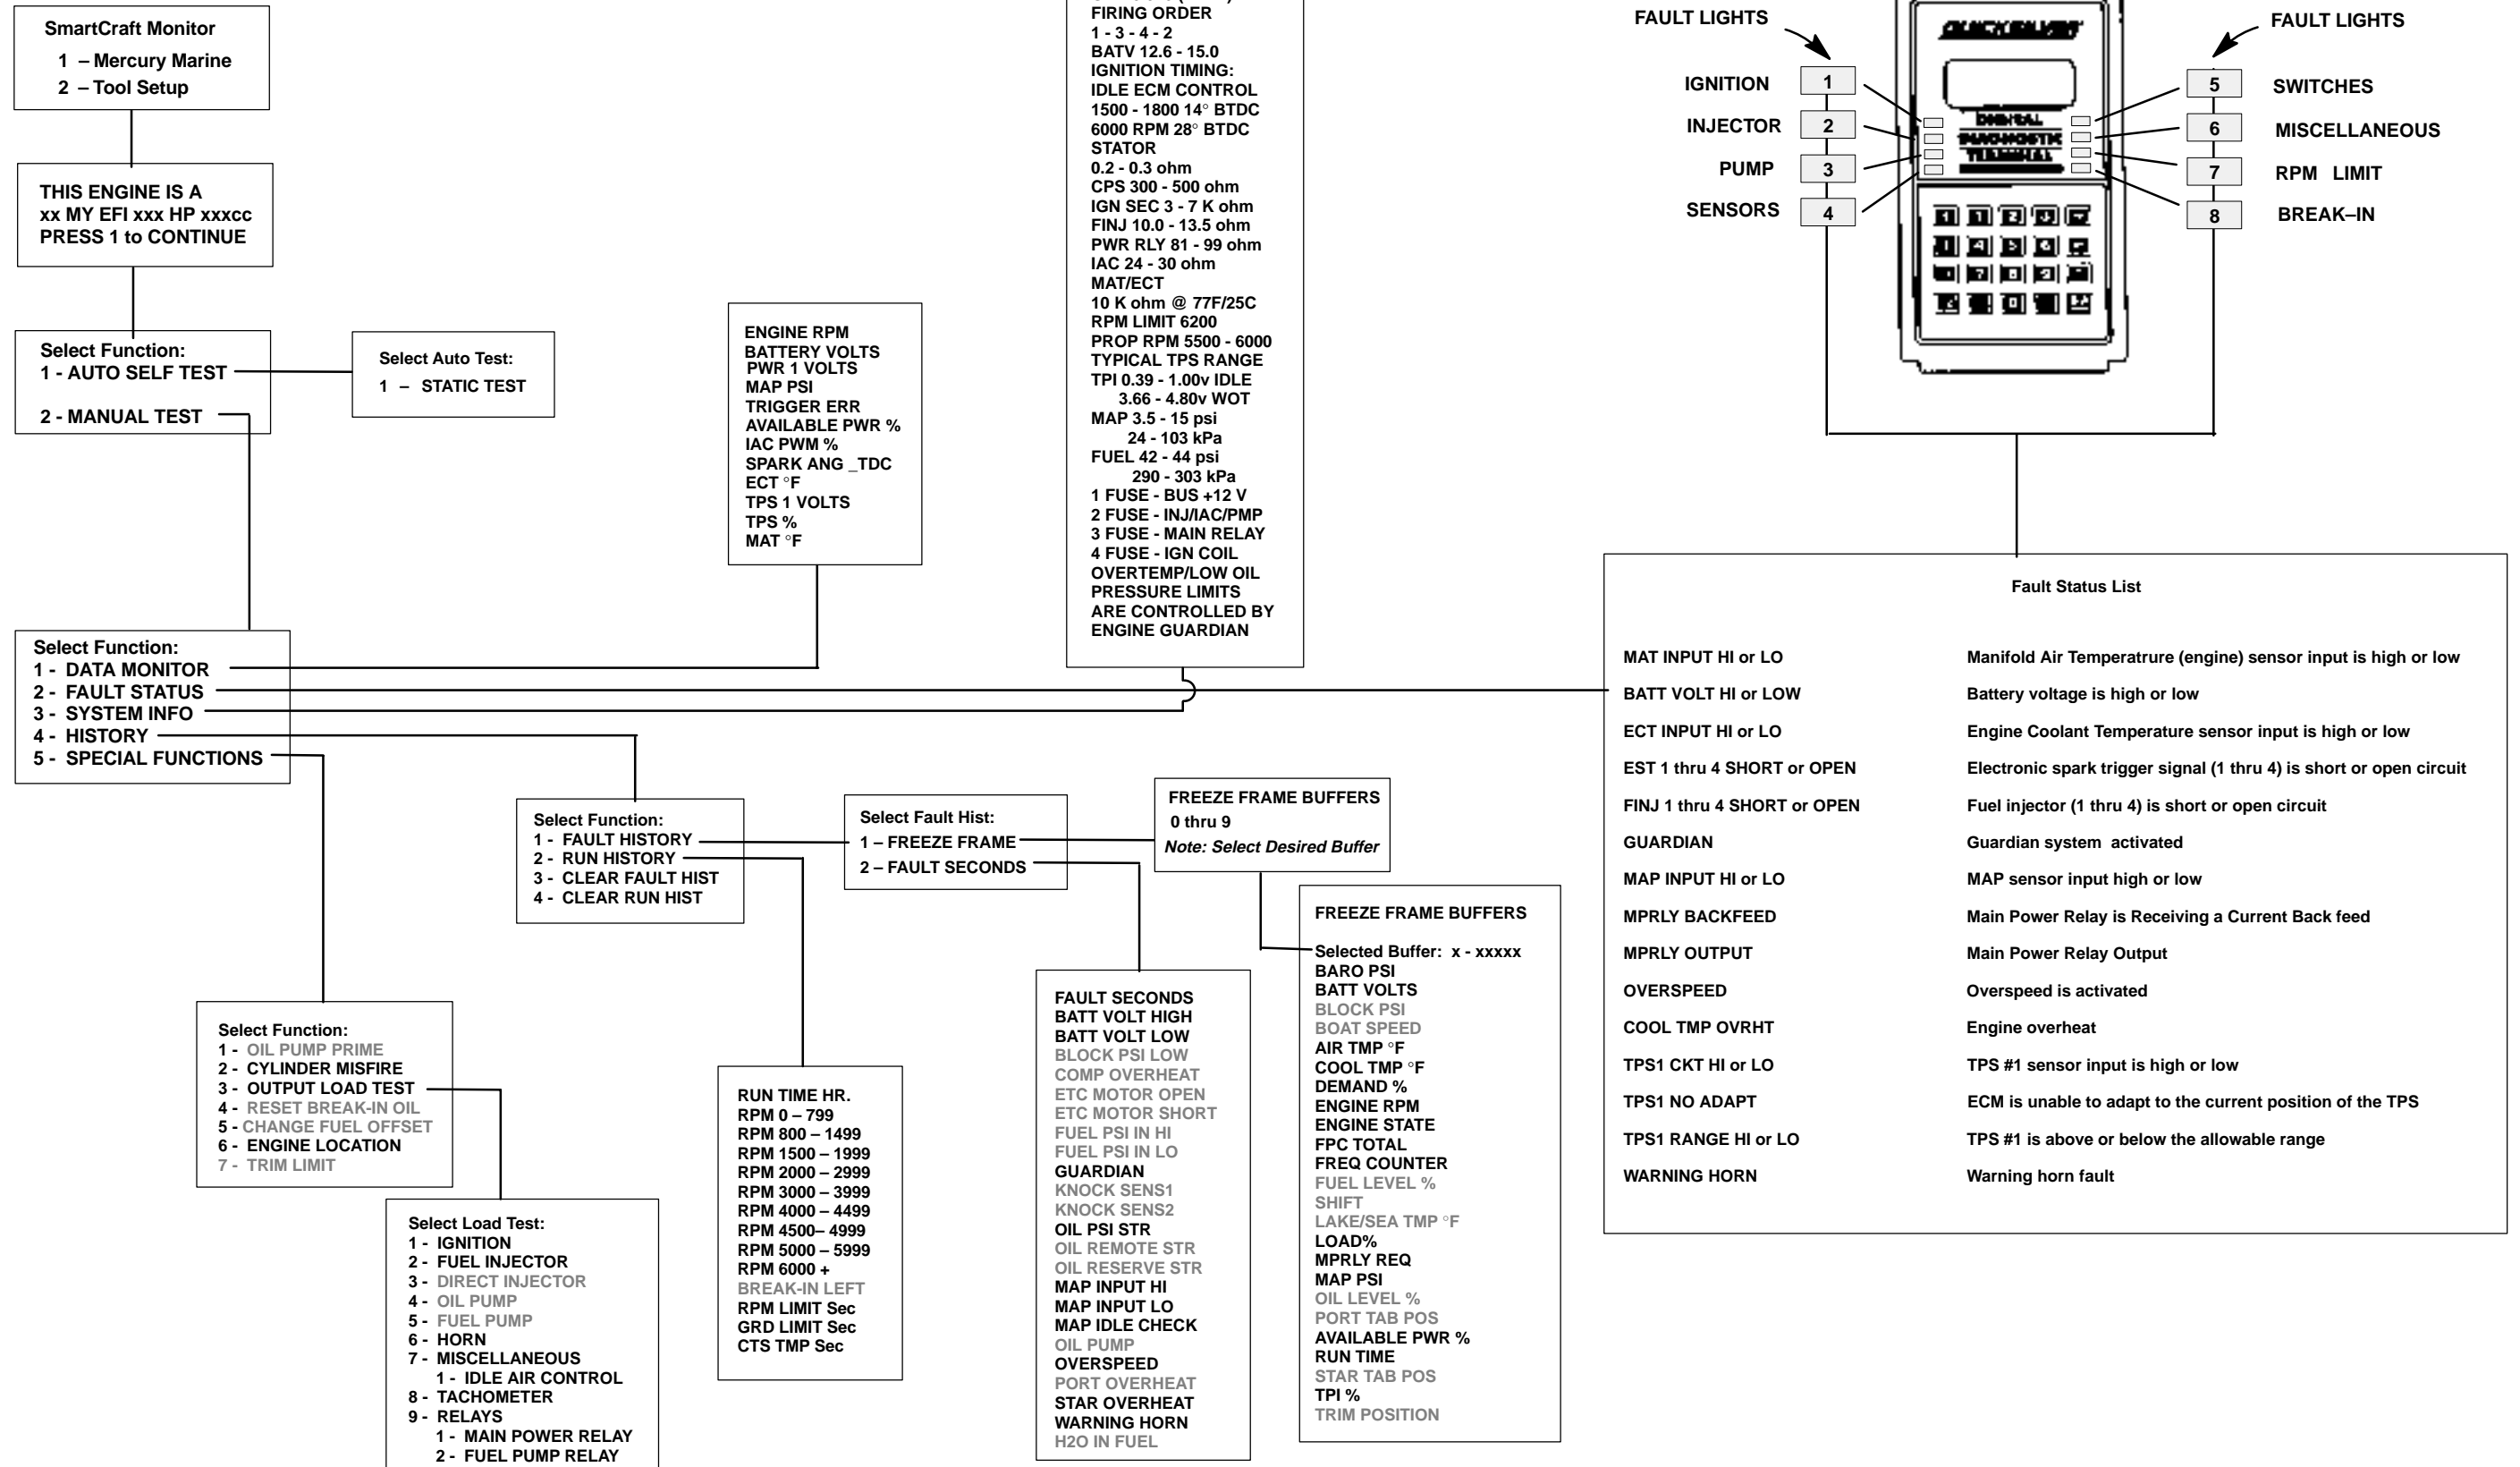 SmartCraft Monitor
1 – Mercury Marine
2 – Tool Setup
THIS ENGINE IS A
xx MY EFI xxx HP xxxcc
PRESS 1 to CONTINUE
Select Function:
1 - AUTO SELF TEST
2 - MANUAL TEST
Select Auto Test:
1 – STATIC TEST
Select Function:
1 - DATA MONITOR
2 - FAULT STATUS
3 - SYSTEM INFO
4 - HISTORY
5 - SPECIAL FUNCTIONS
ENGINE RPM
BATTERY VOLTS
PWR 1 VOLTS
MAP PSI
TRIGGER ERR
AVAILABLE PWR %
IAC PWM %
SPARK ANG _TDC
ECT °F
TPS 1 VOLTS
TPS %
MAT °F
FIRING ORDER
1 - 3 - 4 - 2
BATV 12.6 - 15.0
IGNITION TIMING:
IDLE ECM CONTROL
1500 - 1800 14° BTDC
6000 RPM 28° BTDC
STATOR
0.2 - 0.3 ohm
CPS 300 - 500 ohm
IGN SEC 3 - 7 K ohm
FINJ 10.0 - 13.5 ohm
PWR RLY 81 - 99 ohm
IAC 24 - 30 ohm
MAT/ECT
10 K ohm @ 77F/25C
RPM LIMIT 6200
PROP RPM 5500 - 6000
TYPICAL TPS RANGE
TPI 0.39 - 1.00v IDLE
3.66 - 4.80v WOT
MAP 3.5 - 15 psi
24 - 103 kPa
FUEL 42 - 44 psi
290 - 303 kPa
1 FUSE - BUS +12 V
2 FUSE - INJ/IAC/PMP
3 FUSE - MAIN RELAY
4 FUSE - IGN COIL
OVERTEMP/LOW OIL
PRESSURE LIMITS
ARE CONTROLLED BY
ENGINE GUARDIAN
FAULT LIGHTS
IGNITION 1
INJECTOR 2
PUMP 3
SENSORS 4
DIGITAL
DIAGNOSTIC
TERMINAL
FAULT LIGHTS
5 SWITCHES
6 MISCELLANEOUS
7 RPM LIMIT
8 BREAK–IN
Fault Status List
MAT INPUT HI or LO Manifold Air Temperatrure (engine) sensor input is high or low
BATT VOLT HI or LOW Battery voltage is high or low
ECT INPUT HI or LO Engine Coolant Temperature sensor input is high or low
EST 1 thru 4 SHORT or OPEN Electronic spark trigger signal (1 thru 4) is short or open circuit
FINJ 1 thru 4 SHORT or OPEN Fuel injector (1 thru 4) is short or open circuit
GUARDIAN Guardian system activated
MAP INPUT HI or LO MAP sensor input high or low
MPRLY BACKFEED Main Power Relay is Receiving a Current Back feed
MPRLY OUTPUT Main Power Relay Output
OVERSPEED Overspeed is activated
COOL TMP OVRHT Engine overheat
TPS1 CKT HI or LO TPS #1 sensor input is high or low
TPS1 NO ADAPT ECM is unable to adapt to the current position of the TPS
TPS1 RANGE HI or LO TPS #1 is above or below the allowable range
WARNING HORN Warning horn fault
Select Function:
1 - FAULT HISTORY
2 - RUN HISTORY
3 - CLEAR FAULT HIST
4 - CLEAR RUN HIST
Select Fault Hist:
1 – FREEZE FRAME
2 – FAULT SECONDS
FREEZE FRAME BUFFERS
0 thru 9
Note: Select Desired Buffer
FREEZE FRAME BUFFERS
Selected Buffer: x - xxxxx
BARO PSI
BATT VOLTS
BLOCK PSI
BOAT SPEED
AIR TMP °F
COOL TMP °F
DEMAND %
ENGINE RPM
ENGINE STATE
FPC TOTAL
FREQ COUNTER
FUEL LEVEL %
SHIFT
LAKE/SEA TMP °F
LOAD%
MPRLY REQ
MAP PSI
OIL LEVEL %
PORT TAB POS
AVAILABLE PWR %
RUN TIME
STAR TAB POS
TPI %
TRIM POSITION
FAULT SECONDS
BATT VOLT HIGH
BATT VOLT LOW
BLOCK PSI LOW
COMP OVERHEAT
ETC MOTOR OPEN
ETC MOTOR SHORT
FUEL PSI IN HI
FUEL PSI IN LO
GUARDIAN
KNOCK SENS1
KNOCK SENS2
OIL PSI STR
OIL REMOTE STR
OIL RESERVE STR
MAP INPUT HI
MAP INPUT LO
MAP IDLE CHECK
OIL PUMP
OVERSPEED
PORT OVERHEAT
STAR OVERHEAT
WARNING HORN
H2O IN FUEL
RUN TIME HR.
RPM 0 – 799
RPM 800 – 1499
RPM 1500 – 1999
RPM 2000 – 2999
RPM 3000 – 3999
RPM 4000 – 4499
RPM 4500– 4999
RPM 5000 – 5999
RPM 6000 +
BREAK-IN LEFT
RPM LIMIT Sec
GRD LIMIT Sec
CTS TMP Sec
Select Function:
1 - OIL PUMP PRIME
2 - CYLINDER MISFIRE
3 - OUTPUT LOAD TEST
4 - RESET BREAK-IN OIL
5 - CHANGE FUEL OFFSET
6 - ENGINE LOCATION
7 - TRIM LIMIT
Select Load Test:
1 - IGNITION
2 - FUEL INJECTOR
3 - DIRECT INJECTOR
4 - OIL PUMP
5 - FUEL PUMP
6 - HORN
7 - MISCELLANEOUS
1 - IDLE AIR CONTROL
8 - TACHOMETER
9 - RELAYS
1 - MAIN POWER RELAY
2 - FUEL PUMP RELAY